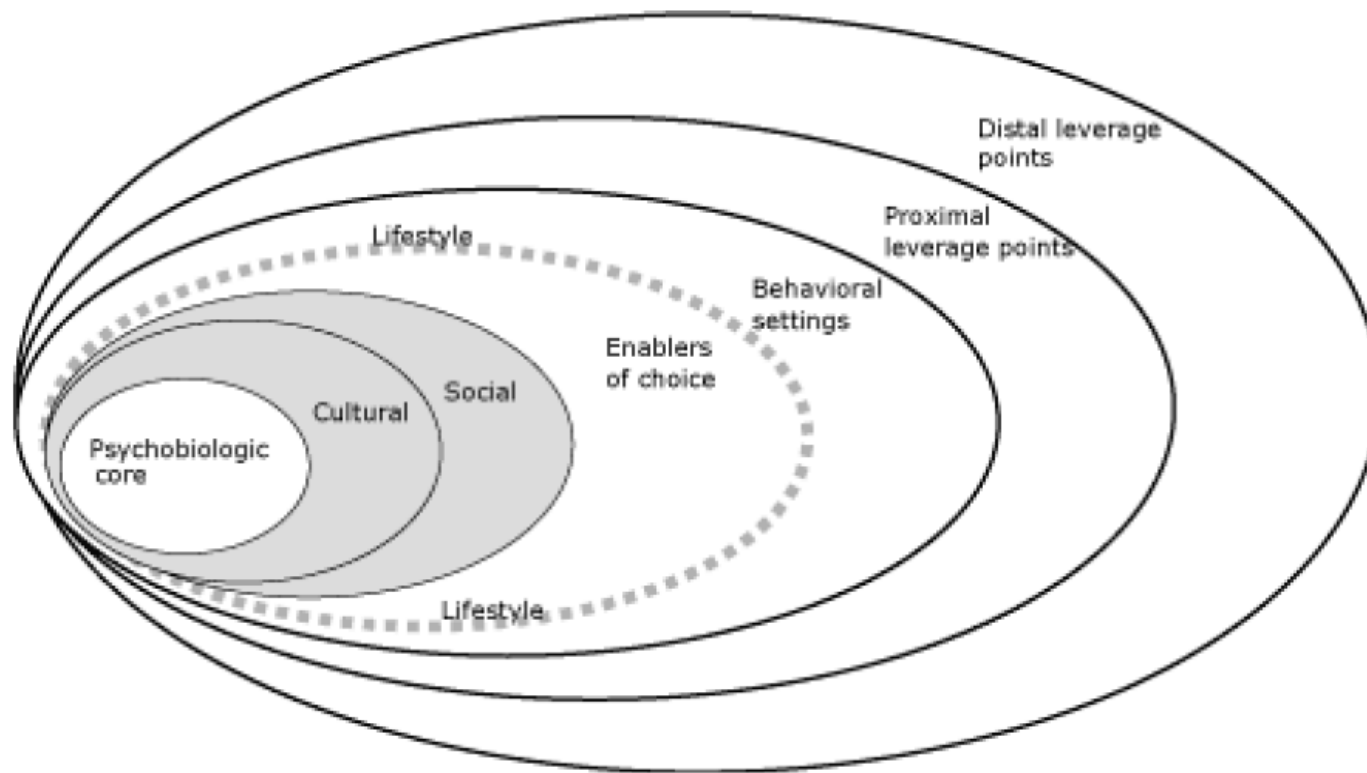 Distal leverage
points
Proximal
leverage points
Lifestyle
Behavioral
settings
Enablers
of choice
Social
Cultural
Psychobiologic
core
Lifestyle